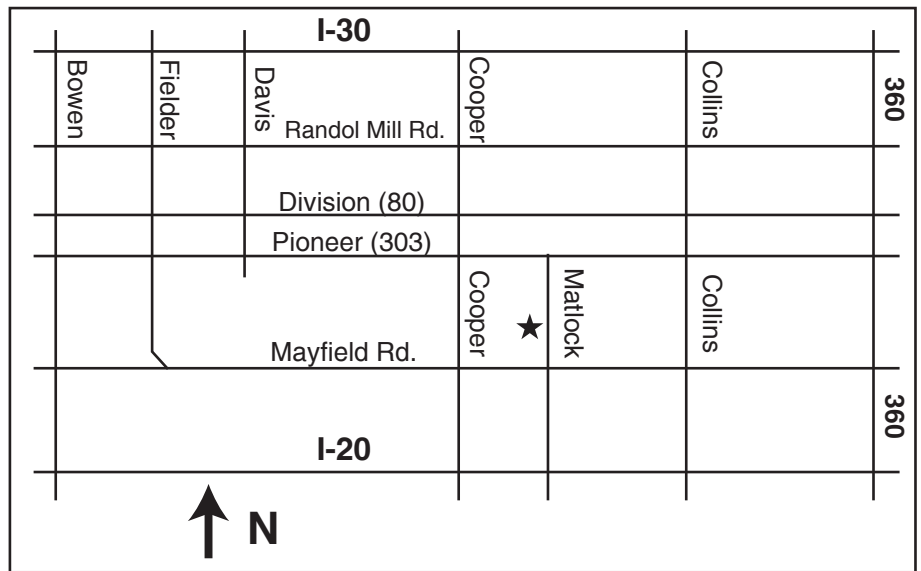 I-30
Bowen
Fielder
Davis
Cooper
Collins
360
Randol Mill Rd.
Division (80)
Pioneer (303)
Cooper
Matlock
Collins
Mayfield Rd.
360
I-20
N